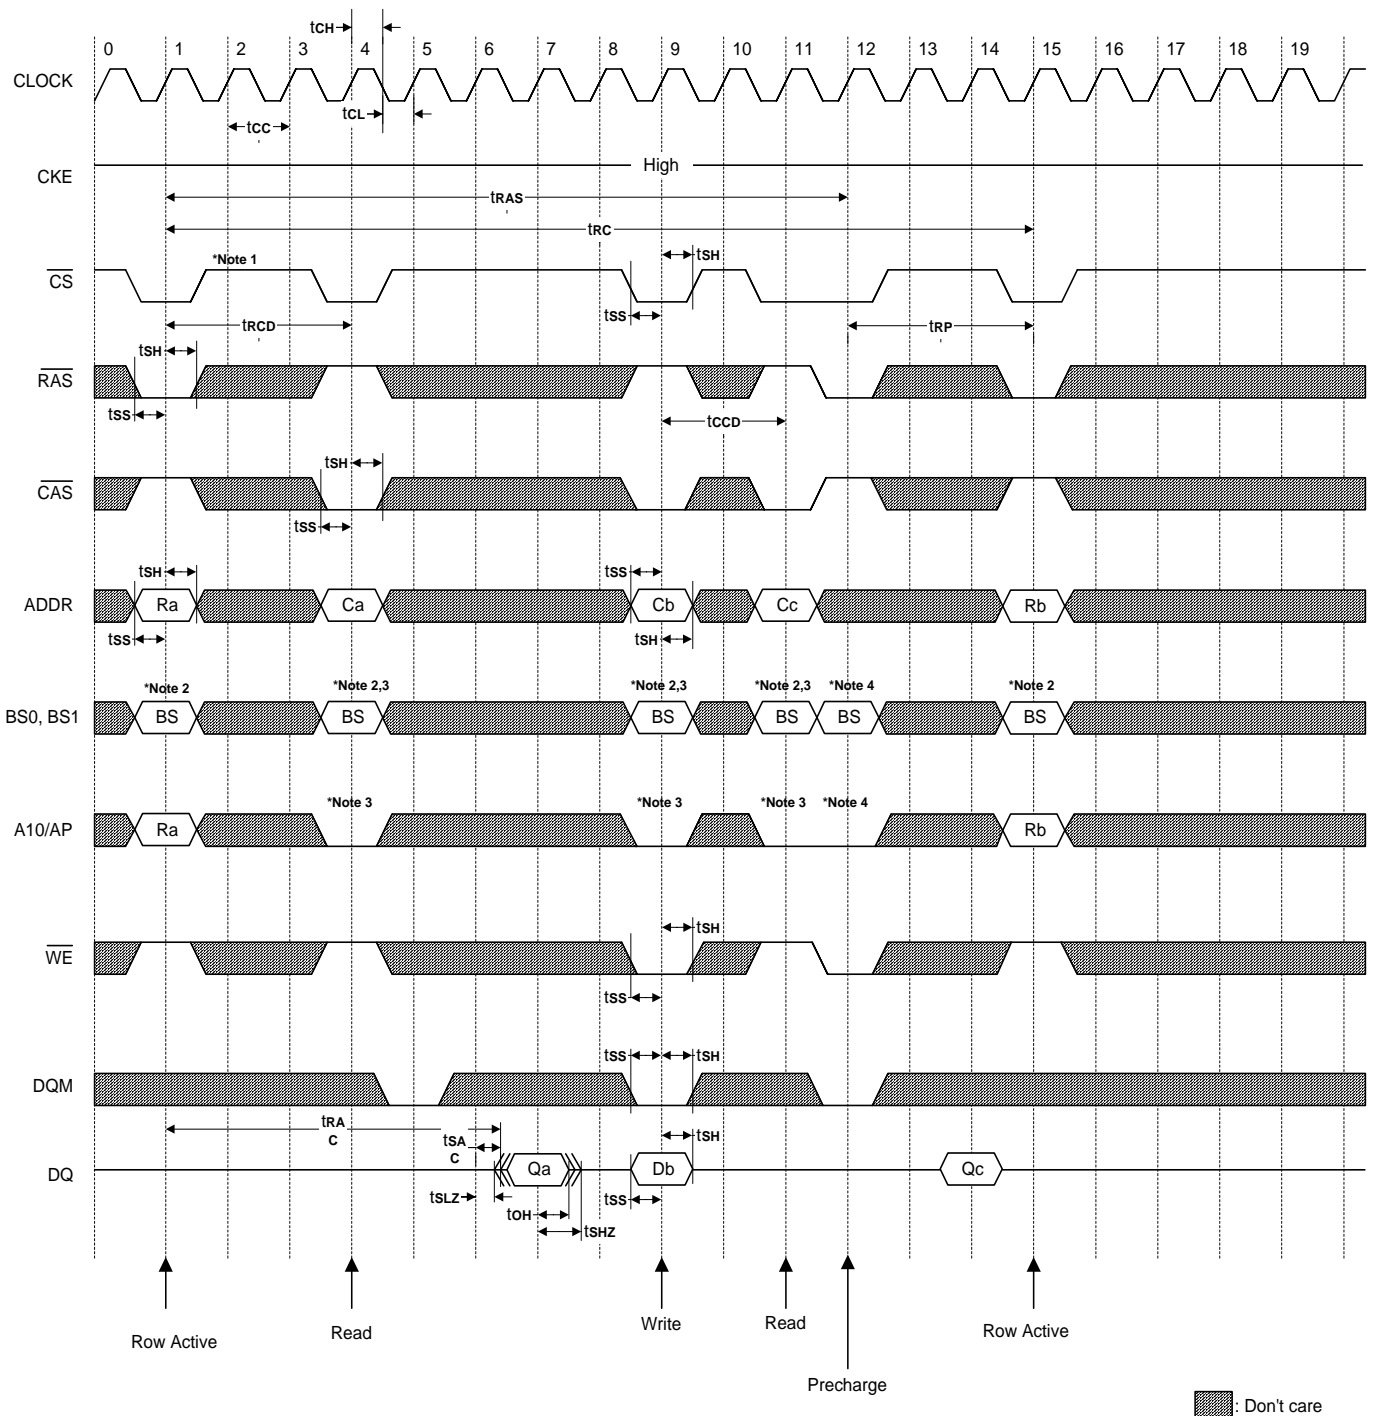 tCH
0 1 2 3 4 5 6 7 8 9 10 11 12 13 14 15 16 17 18 19
CLOCK
tCL
tCC
High
CKE
tRAS
tRC
*Note 1
tSH
CS
tSS
tRCD
tRP
tSH
RAS
tSS
tCCD
tSH
CAS
tSS
tSH
tSS
ADDR
Ra Ca Cb Cc Rb
tSS
tSH
*Note 2 *Note 2,3 *Note 2,3 *Note 2,3 *Note 4 *Note 2
BS0, BS1 BS BS BS BS BS BS
*Note 3 *Note 3 *Note 3 *Note 4
A10/AP Ra Rb
tSH
WE
tSS
tSS tSH
DQM
tRA
C
tSA
C
tSH
DQ Qa Db Qc
tSLZ
tSS
tOH
tSHZ
Row Active
Read
Write
Read
Row Active
Precharge
: Don't care